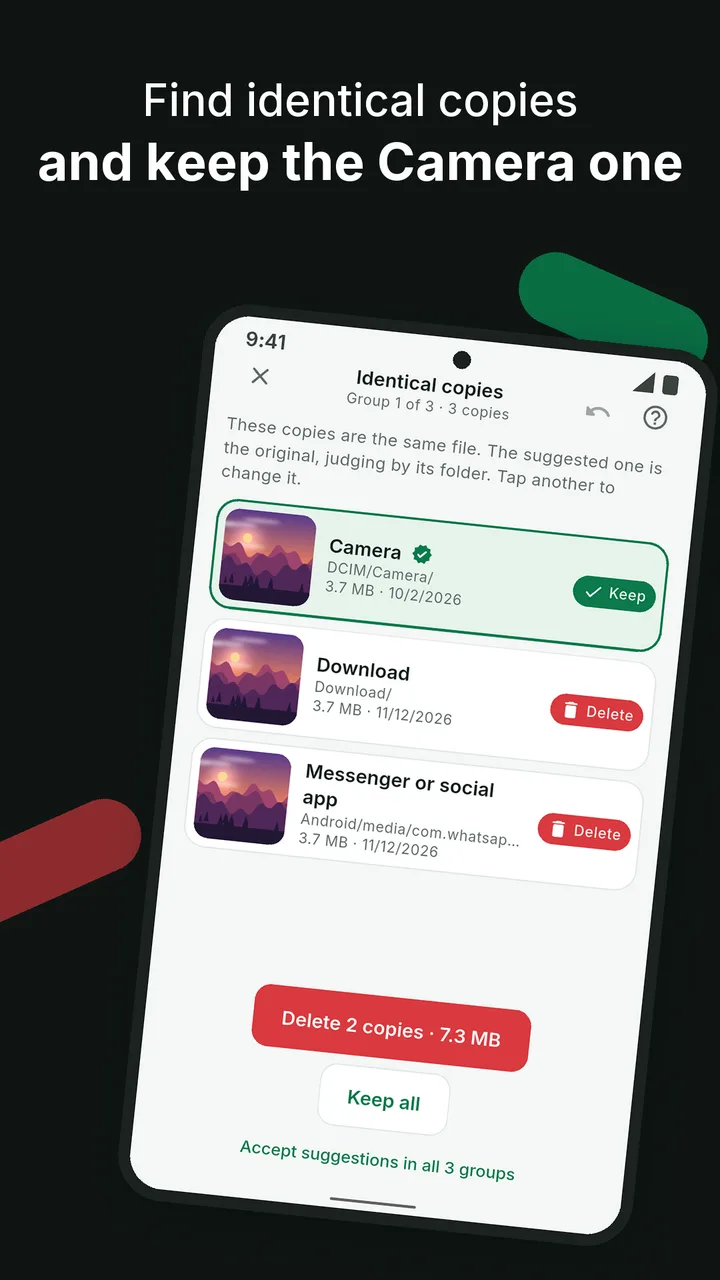 Find identical copies
and keep the Camera one
9:41
Identical copies
Group 1 of 3 · 3 copies
These copies are the same file. The suggested one is
the original, judging by its folder. Tap another to
change it.
Camera
DCIM/Camera/
3.7 MB · 10/2/2026
Keep
Download
Download/
3.7 MB · 11/12/2026
Delete
Messenger or social
app
Android/media/com.whatsap...
3.7 MB · 11/12/2026
Delete
Delete 2 copies · 7.3 MB
Keep all
Accept suggestions in all 3 groups